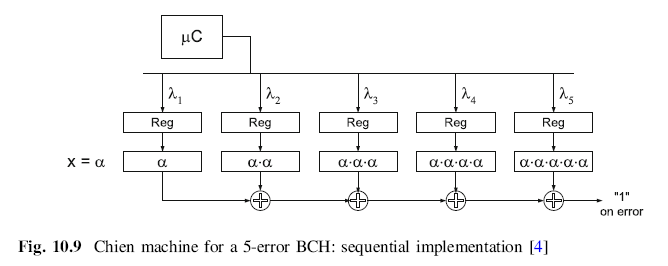 μC
λ1 λ2 λ3 λ4 λ5
Reg Reg Reg Reg Reg
x = α α α·α α·α·α α·α·α·α α·α·α·α·α
"1"
on error
Fig. 10.9 Chien machine for a 5-error BCH: sequential implementation [4]